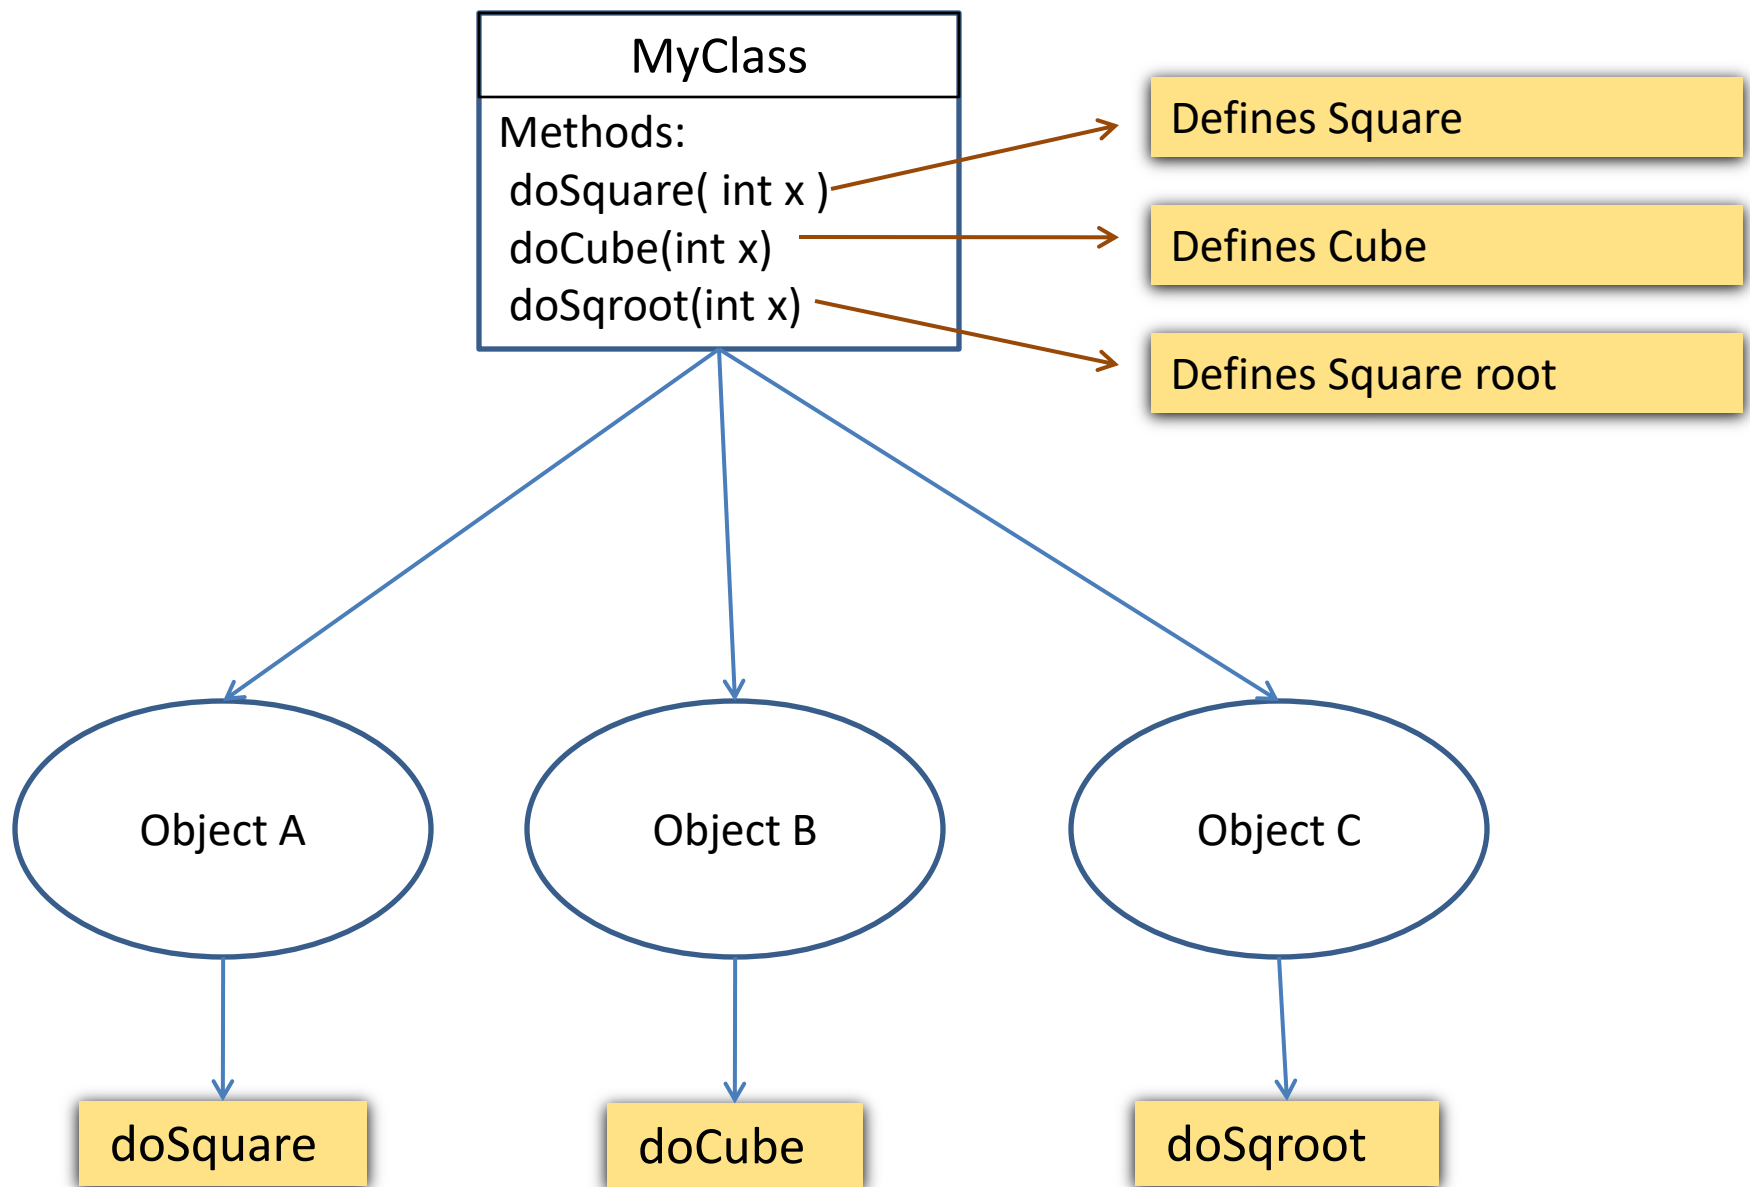 MyClass
Methods:
doSquare( int x )
doCube(int x)
doSqroot(int x)
Defines Square
Defines Cube
Defines Square root
Object A
Object B
Object C
doSquare
doCube
doSqroot